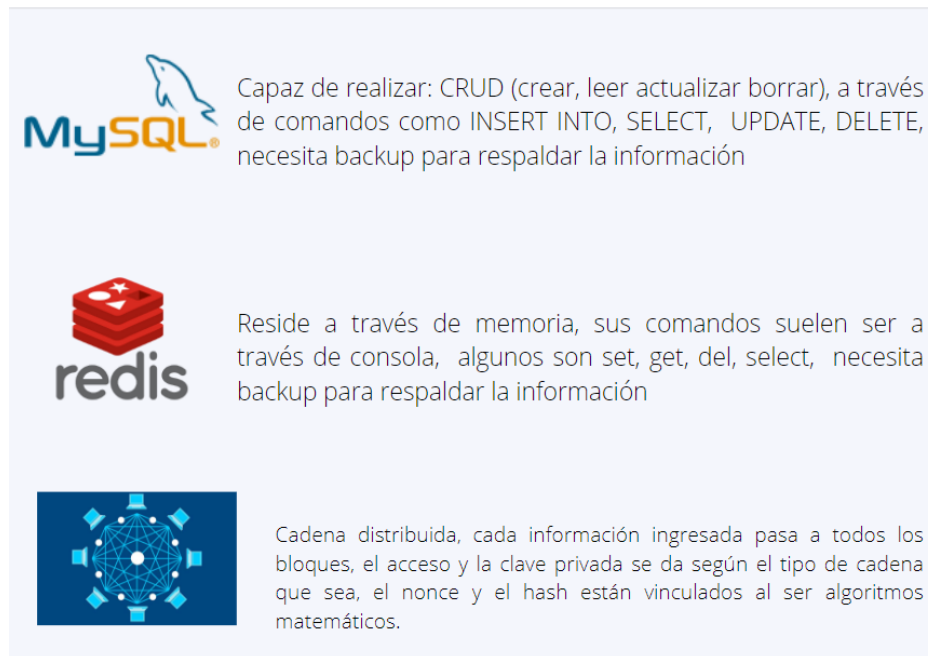 MySQL®
Capaz de realizar: CRUD (crear, leer actualizar borrar), a través
de comandos como INSERT INTO, SELECT, UPDATE, DELETE,
necesita backup para respaldar la información
redis
Reside a través de memoria, sus comandos suelen ser a
través de consola, algunos son set, get, del, select, necesita
backup para respaldar la información
Cadena distribuida, cada información ingresada pasa a todos los
bloques, el acceso y la clave privada se da según el tipo de cadena
que sea, el nonce y el hash están vinculados al ser algoritmos
matemáticos.